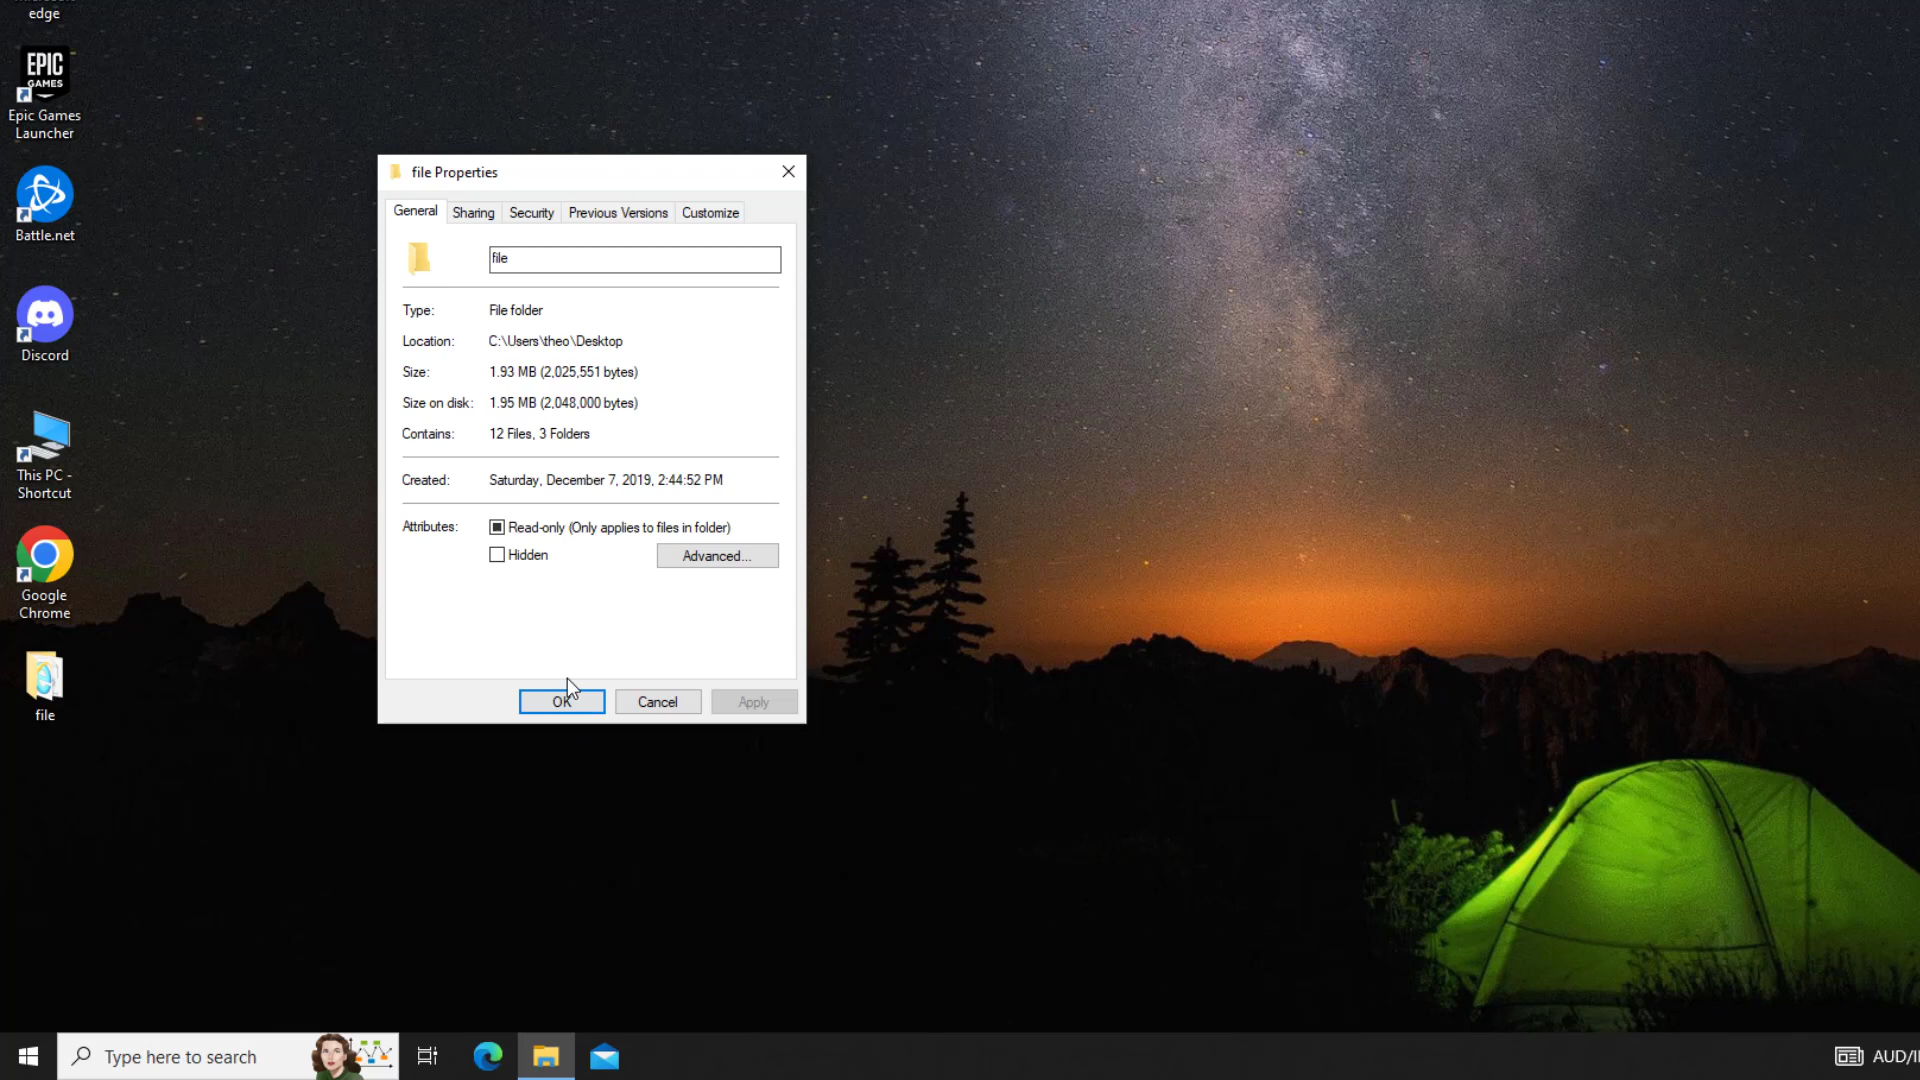 edge
EPIC
GAMES
Epic Games
Launcher
Battle.net
Discord
This PC -
Shortcut
Google
Chrome
file
file Properties
General Sharing Security Previous Versions Customize
file
Type: File folder
Location: C:\Users\theo\Desktop
Size: 1.93 MB (2,025,551 bytes)
Size on disk: 1.95 MB (2,048,000 bytes)
Contains: 12 Files, 3 Folders
Created: Saturday, December 7, 2019, 2:44:52 PM
Attributes: Read-only (Only applies to files in folder)
Hidden Advanced...
OK Cancel Apply
Type here to search